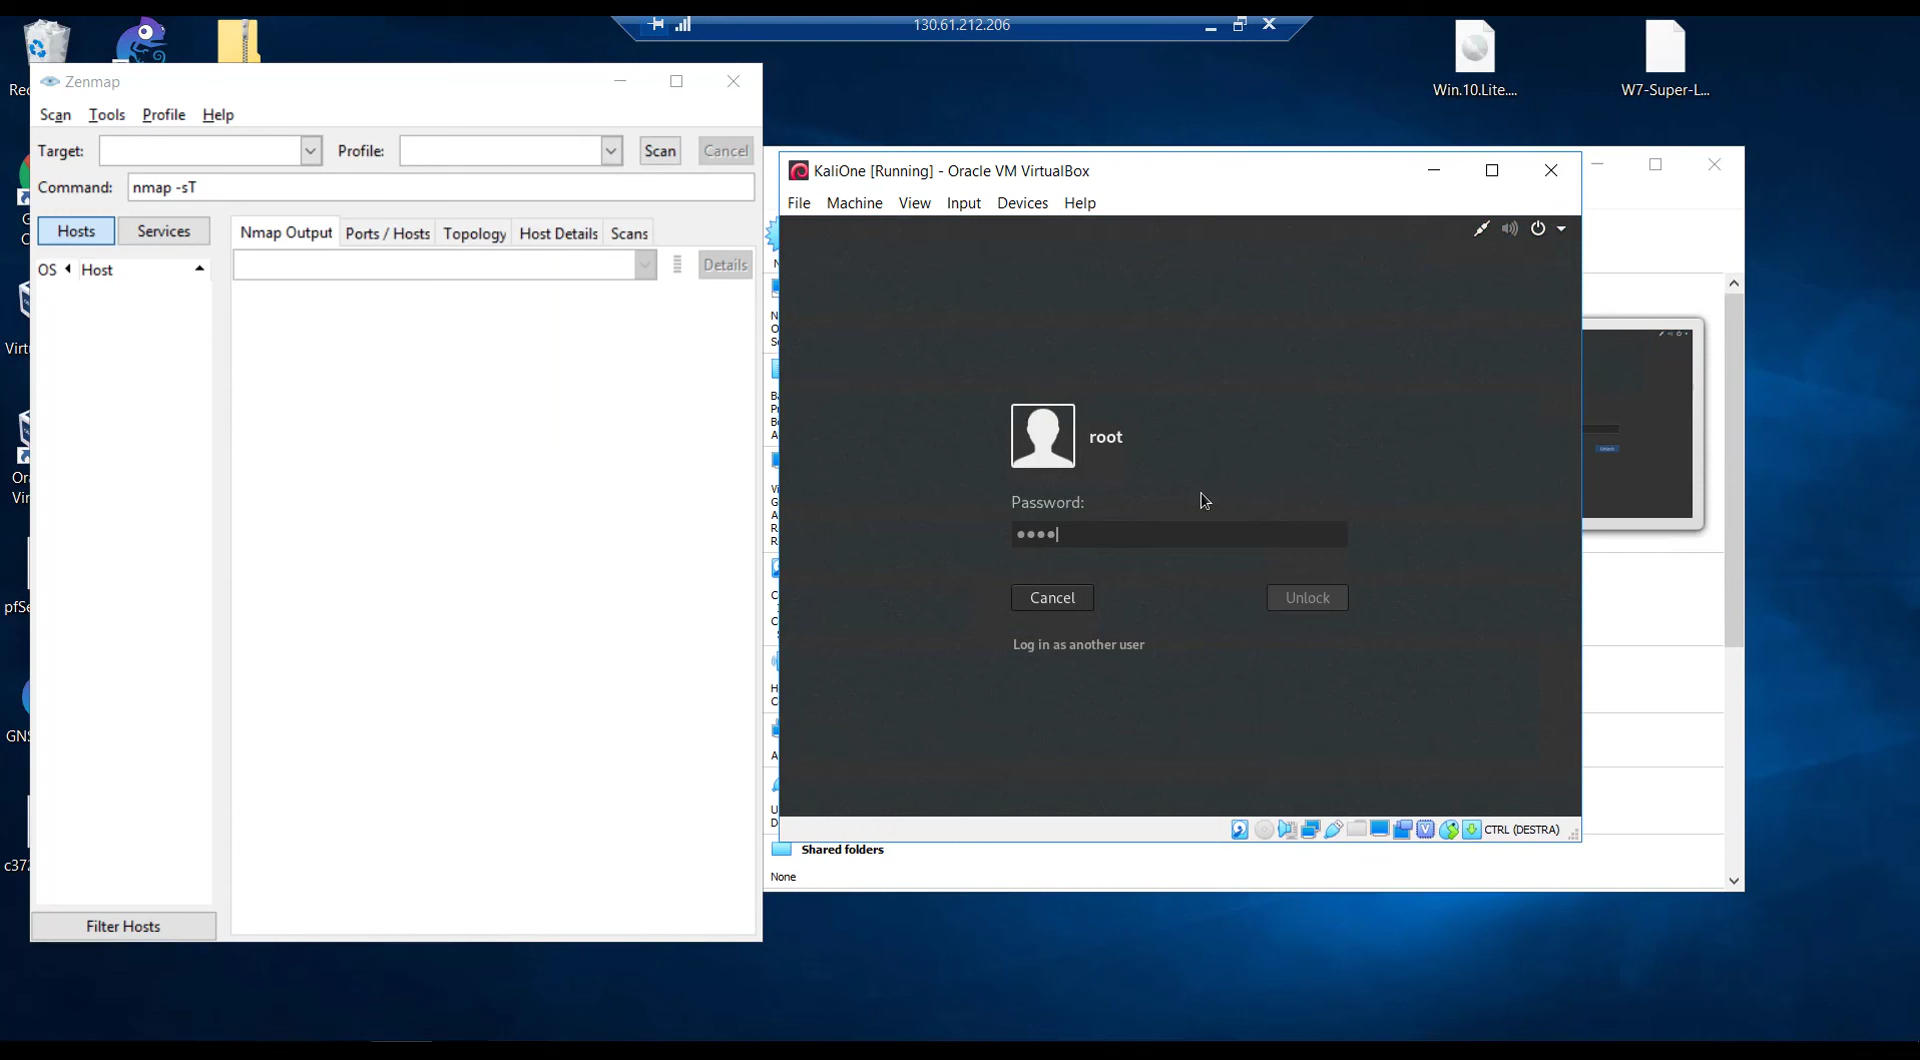 130.61.212.206
Win.10.Lite....
W7-Super-L...
Zenmap
Scan Tools Profile Help
Target: Profile: Scan Cancel
Command: nmap -sT
Hosts Services
Nmap Output Ports / Hosts Topology Host Details Scans
OS Host
Details
Filter Hosts
KaliOne [Running] - Oracle VM VirtualBox
File Machine View Input Devices Help
root
Password:
Cancel Unlock
Log in as another user
CTRL (DESTRA)
Shared folders
None